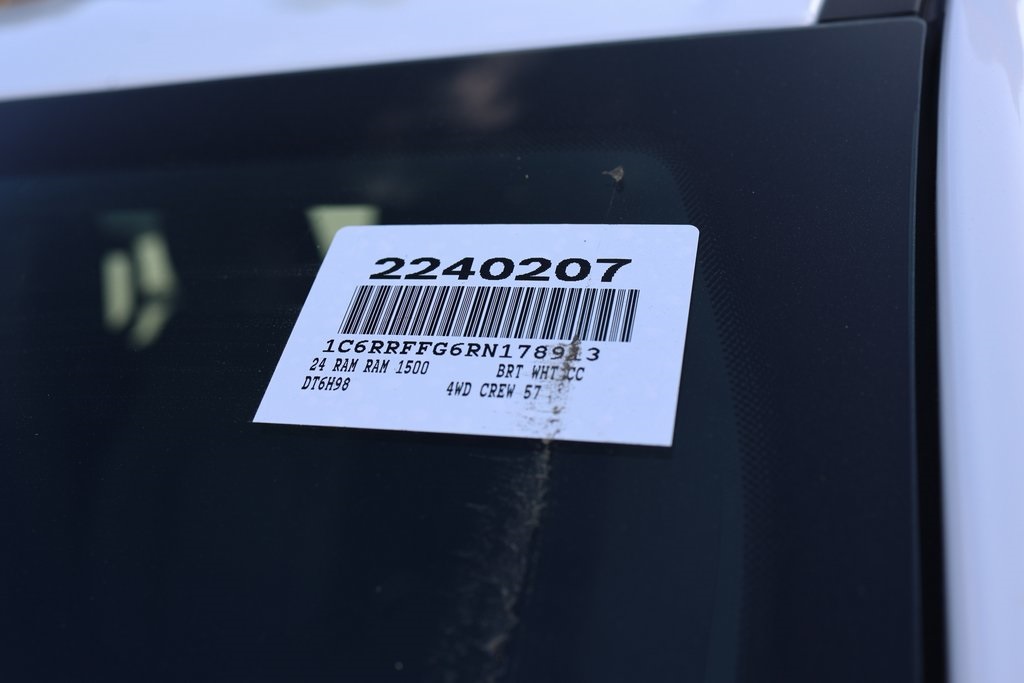 2240207
1C6RRFFG6RN178913
24 RAM RAM 1500 BRT WHT CC
DT6H98 4WD CREW 57